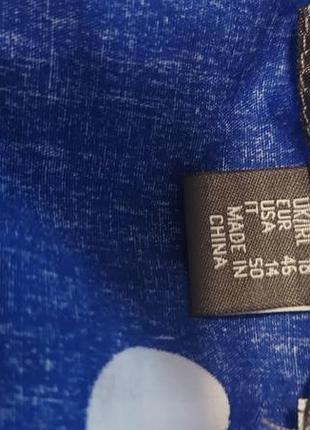 UK/IRL 18
EUR 46
USA 14
IT 50
MADE IN
CHINA